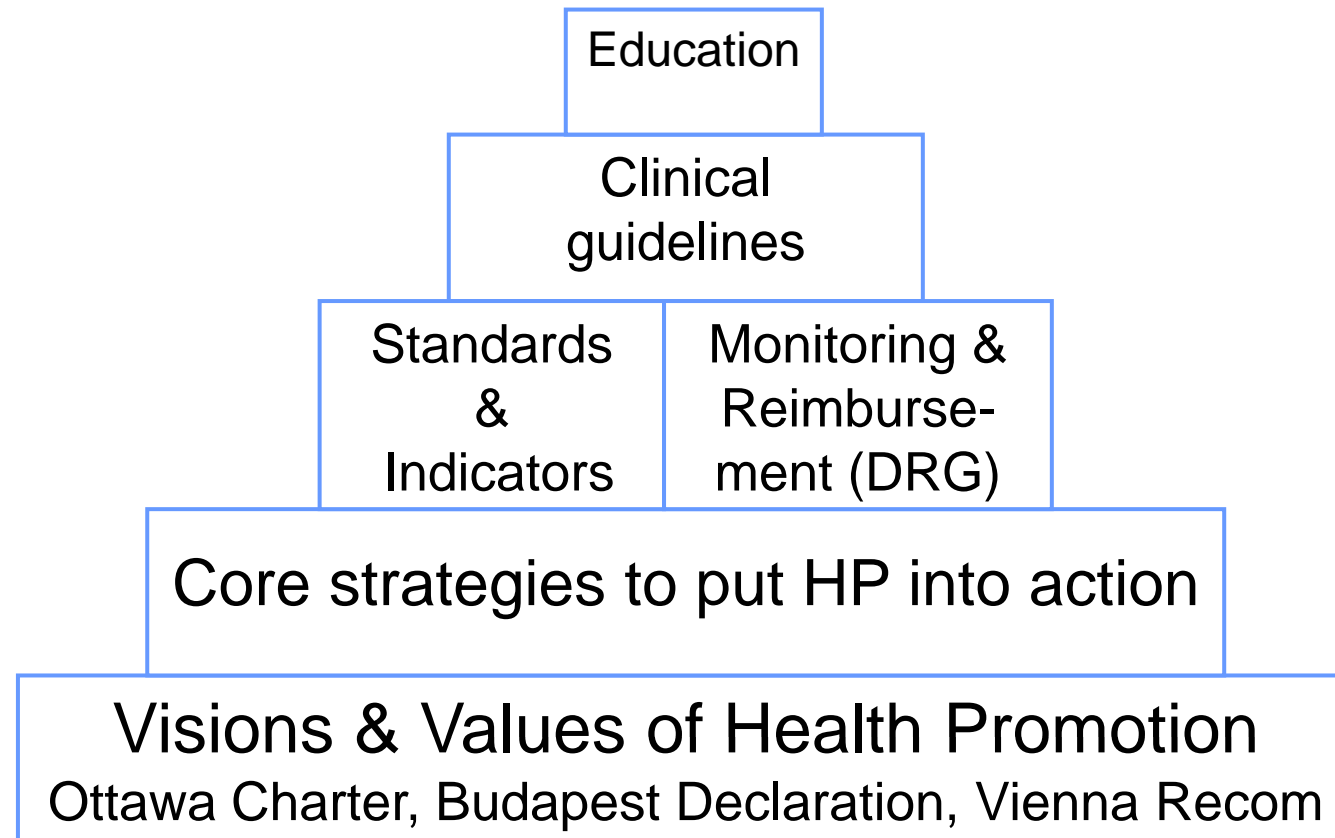 Education
Clinical
guidelines
Standards
&
Indicators
Monitoring &
Reimburse-
ment (DRG)
Core strategies to put HP into action
Visions & Values of Health Promotion
Ottawa Charter, Budapest Declaration, Vienna Recom